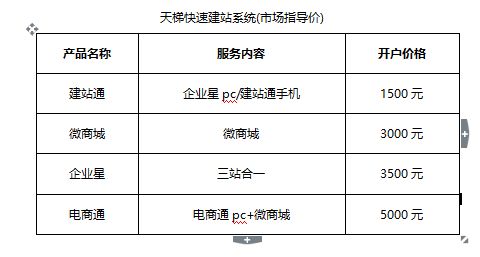 天梯快速建站系统(市场指导价)
产品名称 服务内容 开户价格
建站通 企业星 pc/建站通手机 1500 元
微商城 微商城 3000 元
企业星 三站合一 3500 元
电商通 电商通 pc+微商城 5000 元